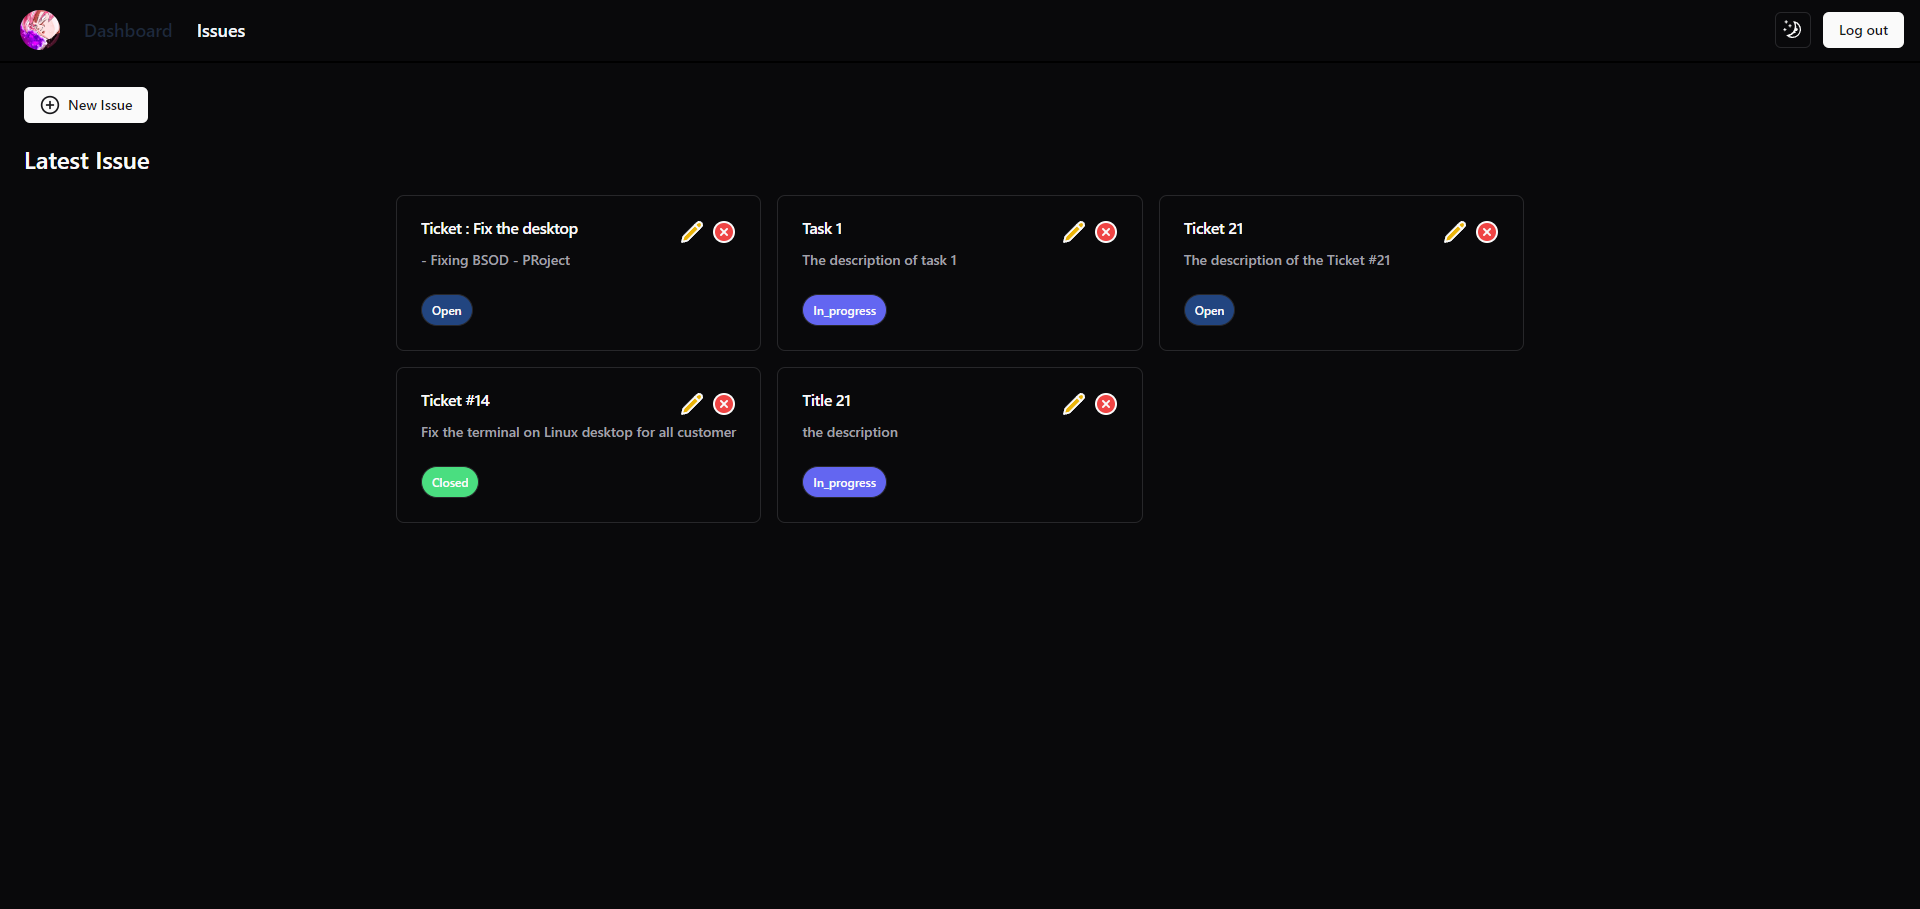 Dashboard Issues Log out
New Issue
Latest Issue
Ticket : Fix the desktop
- Fixing BSOD - PRoject
Open
Task 1
The description of task 1
In_progress
Ticket 21
The description of the Ticket #21
Open
Ticket #14
Fix the terminal on Linux desktop for all customer
Closed
Title 21
the description
In_progress